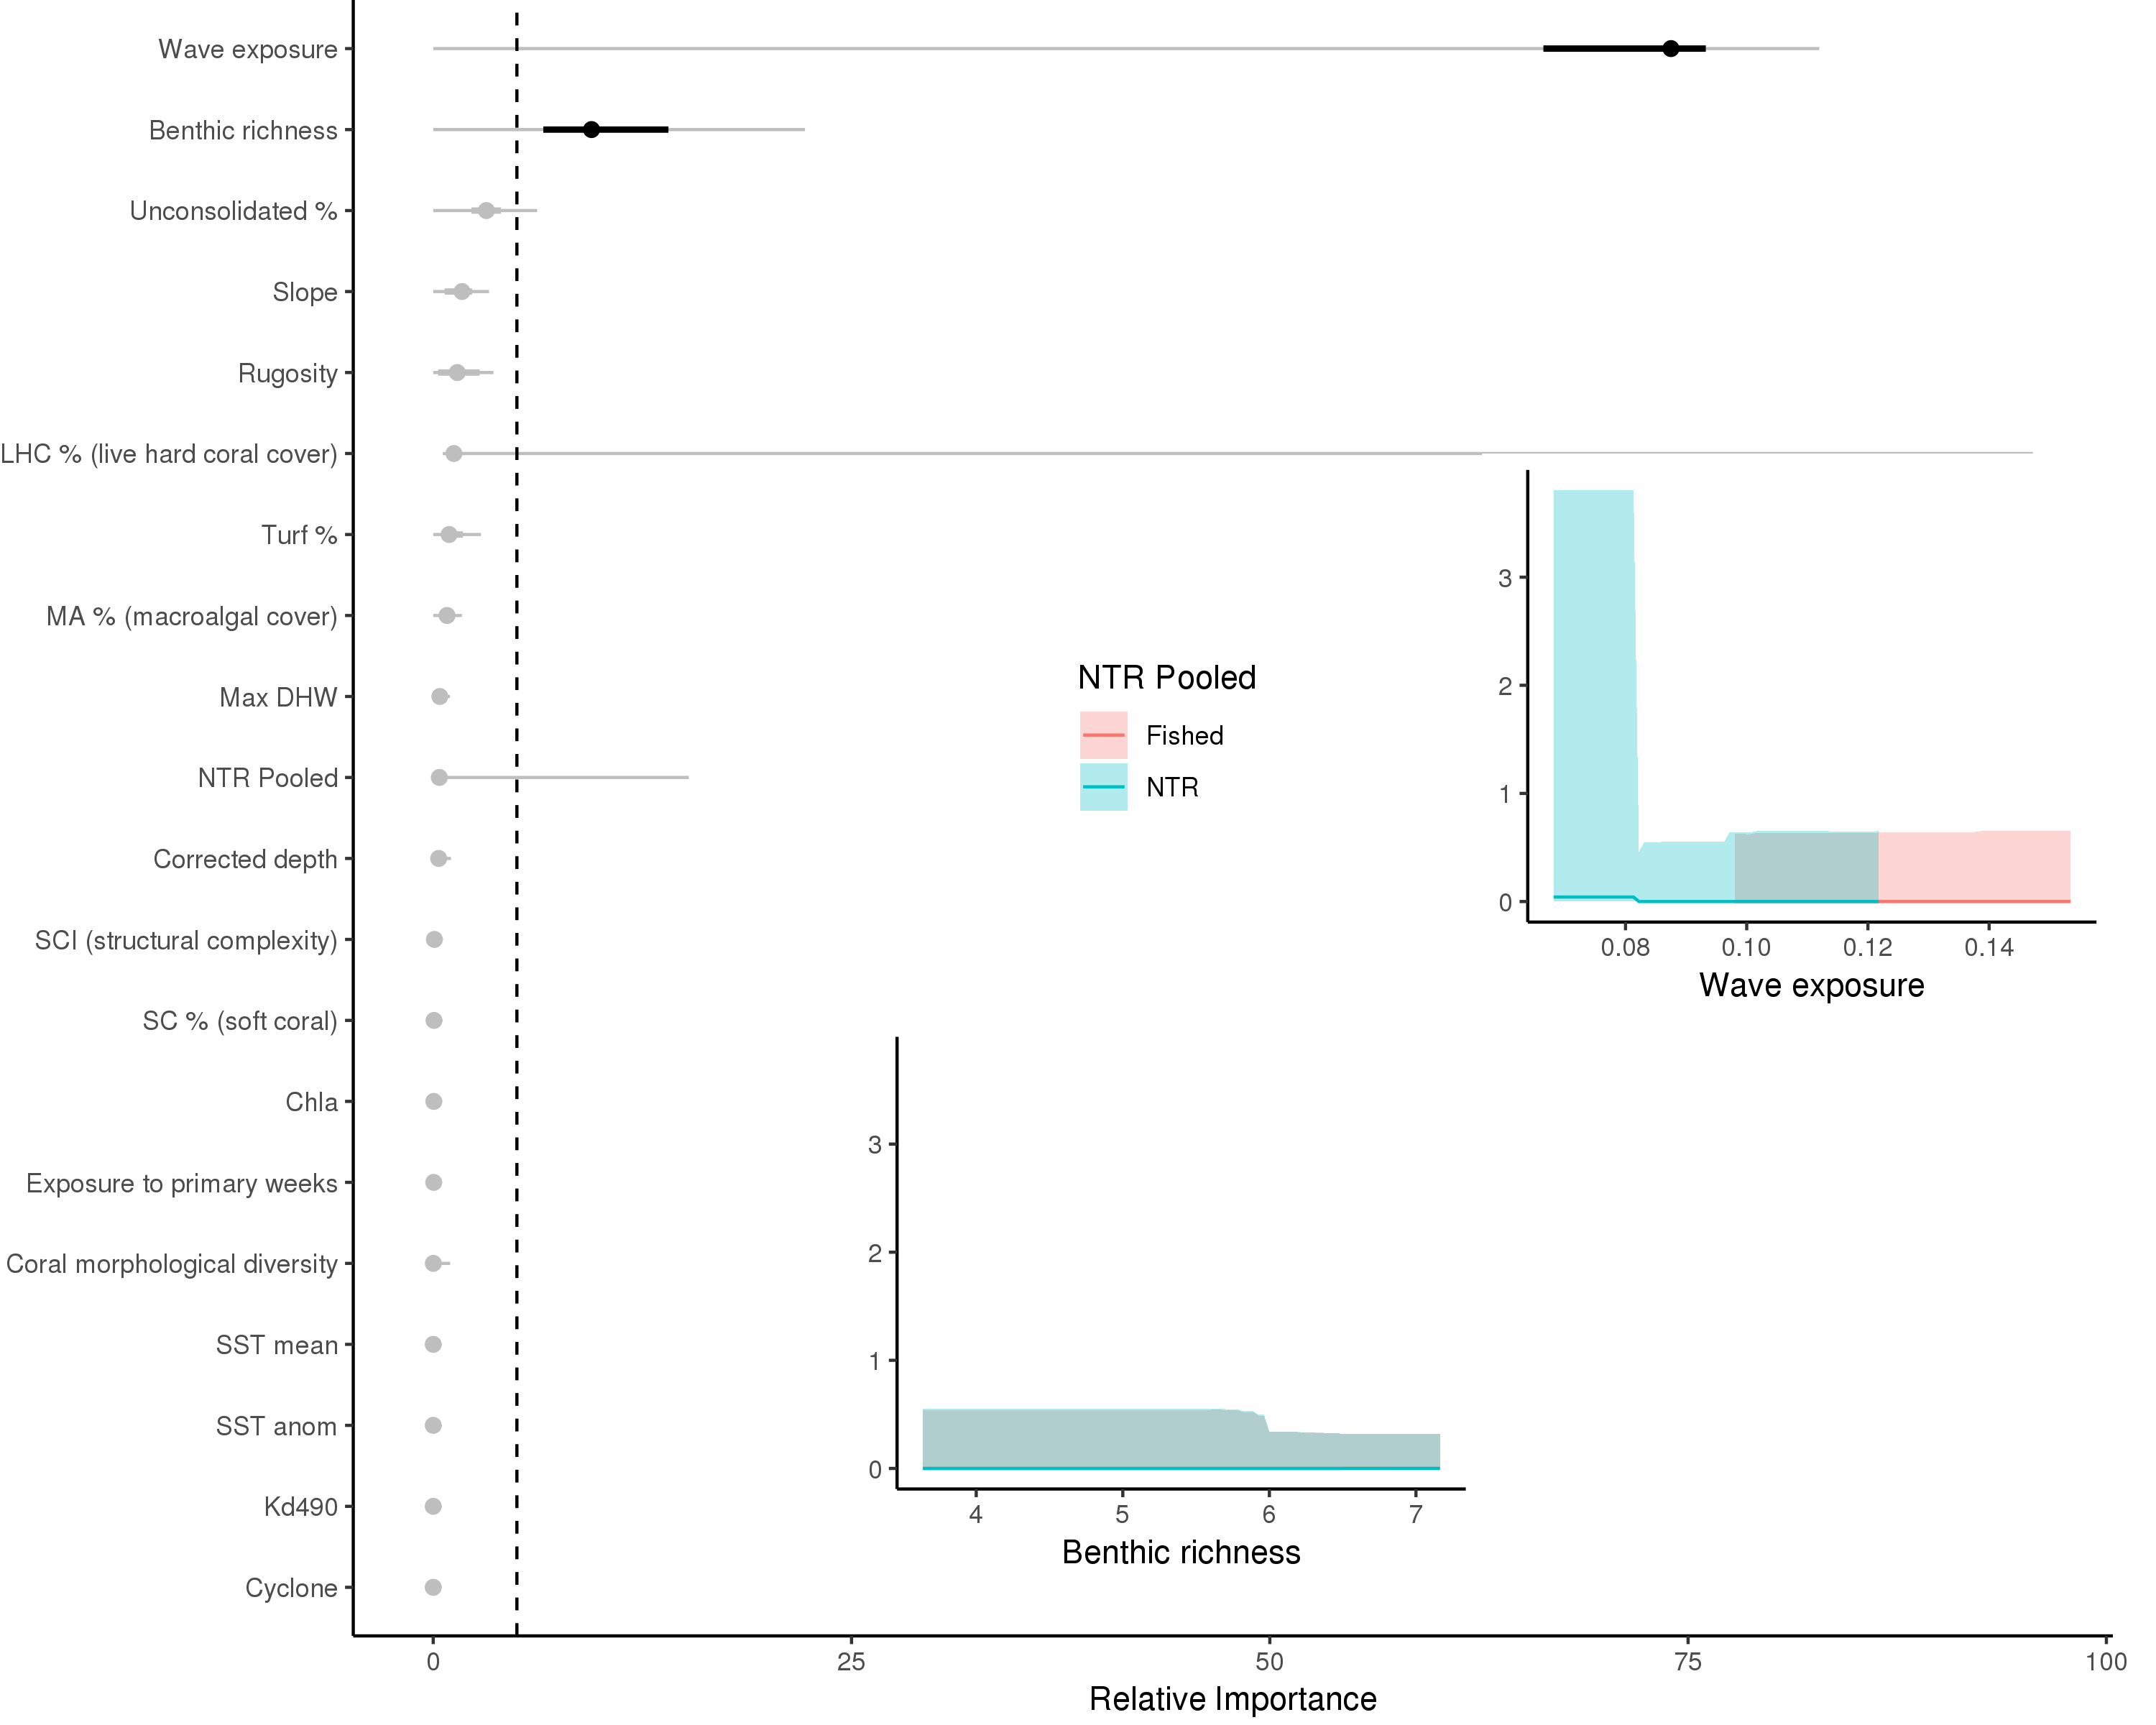 Wave exposure
Benthic richness
Unconsolidated %
Slope
Rugosity
LHC % (live hard coral cover)
Turf %
MA % (macroalgal cover)
Max DHW
NTR Pooled
Corrected depth
SCI (structural complexity)
SC % (soft coral)
Chla
Exposure to primary weeks
Coral morphological diversity
SST mean
SST anom
Kd490
Cyclone
0 25 50 75 100
Relative Importance
NTR Pooled
Fished
NTR
3
2
1
0
0.08 0.10 0.12 0.14
Wave exposure
3
2
1
0
4 5 6 7
Benthic richness